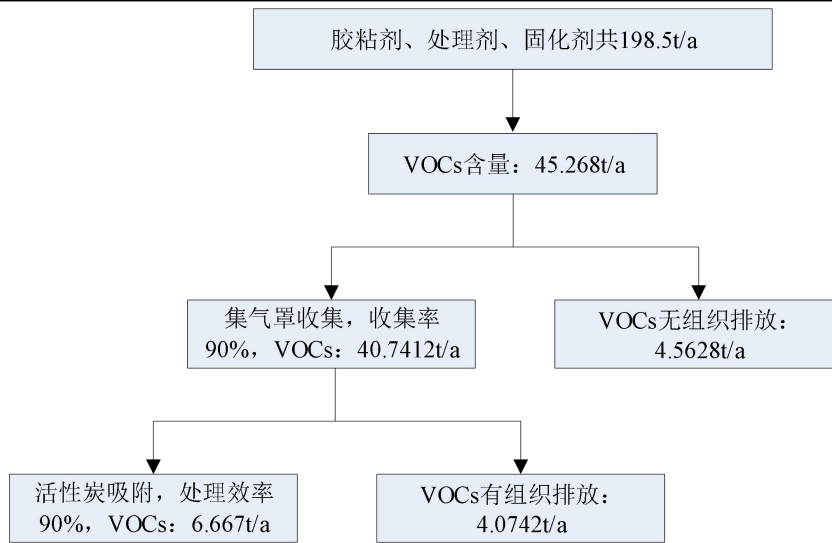 胶粘剂、处理剂、固化剂共198.5t/a
VOCs含量：45.268t/a
集气罩收集，收集率
90%，VOCs：40.7412t/a
VOCs无组织排放：
4.5628t/a
活性炭吸附，处理效率
90%，VOCs：6.667t/a
VOCs有组织排放：
4.0742t/a